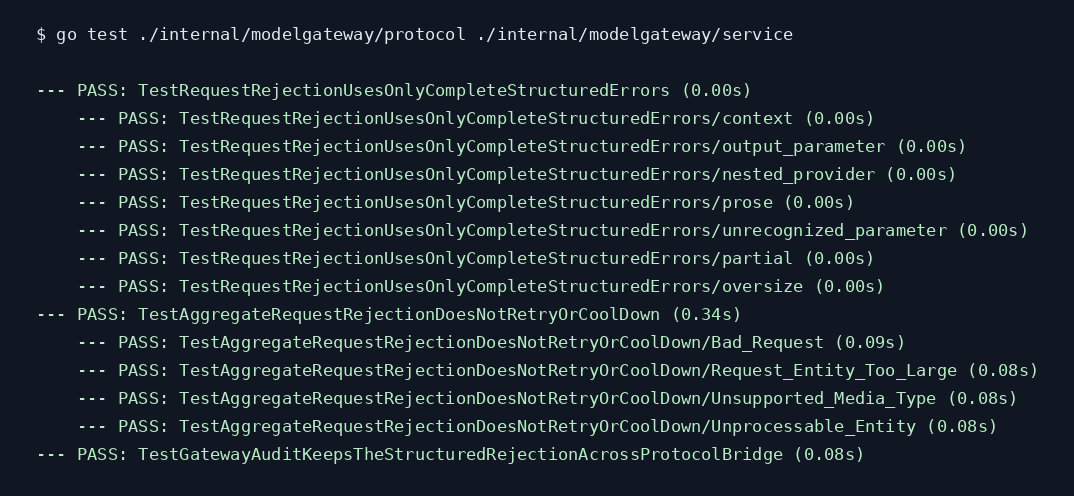 $ go test ./internal/modelgateway/protocol ./internal/modelgateway/service
--- PASS: TestRequestRejectionUsesOnlyCompleteStructuredErrors (0.00s)
--- PASS: TestRequestRejectionUsesOnlyCompleteStructuredErrors/context (0.00s)
--- PASS: TestRequestRejectionUsesOnlyCompleteStructuredErrors/output_parameter (0.00s)
--- PASS: TestRequestRejectionUsesOnlyCompleteStructuredErrors/nested_provider (0.00s)
--- PASS: TestRequestRejectionUsesOnlyCompleteStructuredErrors/prose (0.00s)
--- PASS: TestRequestRejectionUsesOnlyCompleteStructuredErrors/unrecognized_parameter (0.00s)
--- PASS: TestRequestRejectionUsesOnlyCompleteStructuredErrors/partial (0.00s)
--- PASS: TestRequestRejectionUsesOnlyCompleteStructuredErrors/oversize (0.00s)
--- PASS: TestAggregateRequestRejectionDoesNotRetryOrCoolDown (0.34s)
--- PASS: TestAggregateRequestRejectionDoesNotRetryOrCoolDown/Bad_Request (0.09s)
--- PASS: TestAggregateRequestRejectionDoesNotRetryOrCoolDown/Request_Entity_Too_Large (0.08s)
--- PASS: TestAggregateRequestRejectionDoesNotRetryOrCoolDown/Unsupported_Media_Type (0.08s)
--- PASS: TestAggregateRequestRejectionDoesNotRetryOrCoolDown/Unprocessable_Entity (0.08s)
--- PASS: TestGatewayAuditKeepsTheStructuredRejectionAcrossProtocolBridge (0.08s)